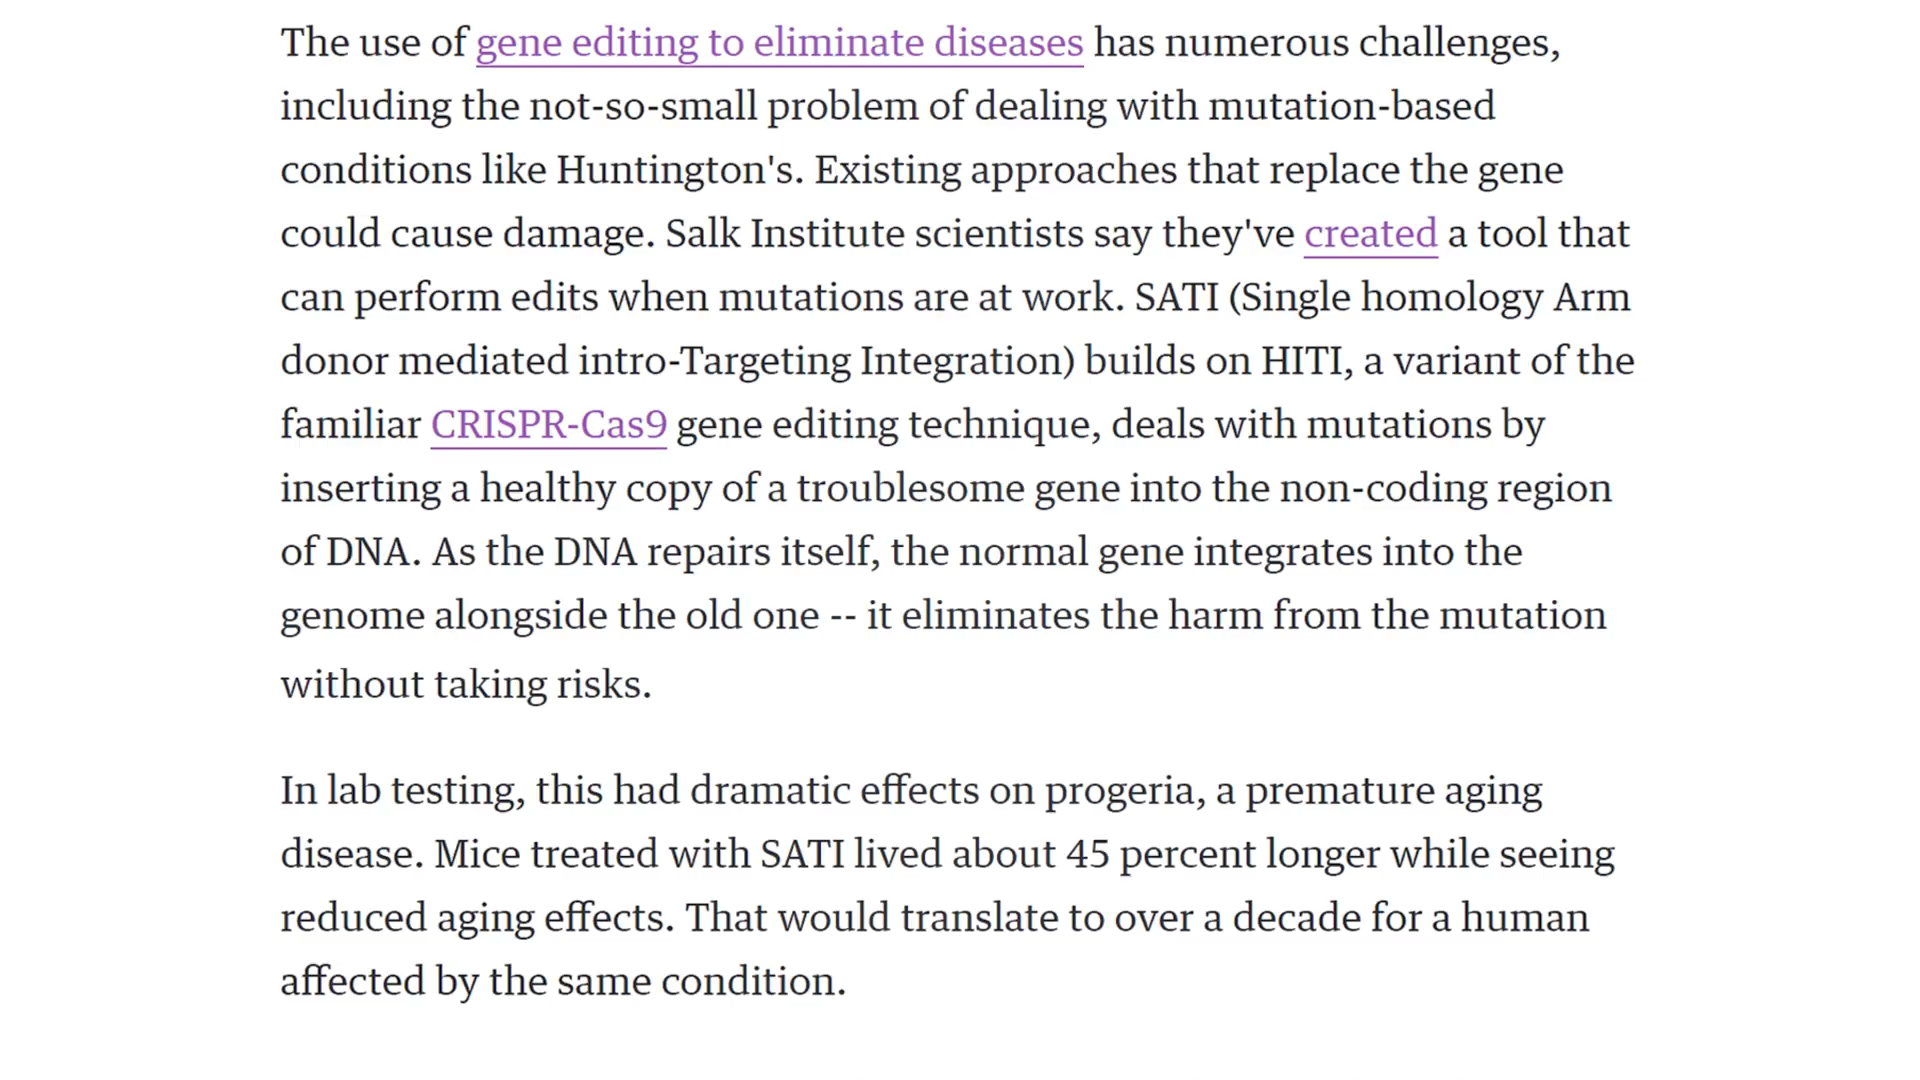 The use of gene editing to eliminate diseases has numerous challenges,
including the not-so-small problem of dealing with mutation-based
conditions like Huntington's. Existing approaches that replace the gene
could cause damage. Salk Institute scientists say they've created a tool that
can perform edits when mutations are at work. SATI (Single homology Arm
donor mediated intro-Targeting Integration) builds on HITI, a variant of the
familiar CRISPR-Cas9 gene editing technique, deals with mutations by
inserting a healthy copy of a troublesome gene into the non-coding region
of DNA. As the DNA repairs itself, the normal gene integrates into the
genome alongside the old one -- it eliminates the harm from the mutation
without taking risks.
In lab testing, this had dramatic effects on progeria, a premature aging
disease. Mice treated with SATI lived about 45 percent longer while seeing
reduced aging effects. That would translate to over a decade for a human
affected by the same condition.